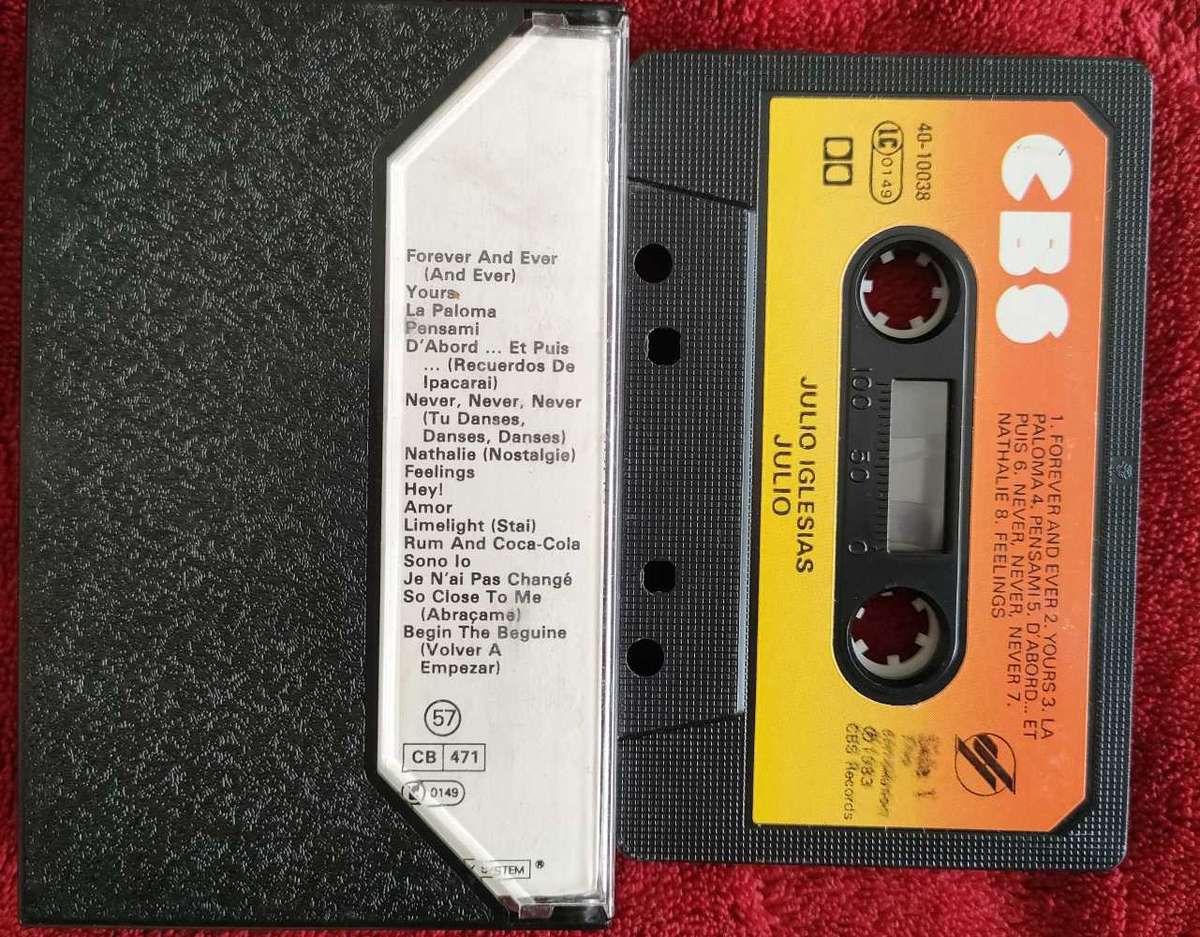 Forever And Ever
(And Ever)
Yours
La Paloma
Pensami
D'Abord ... Et Puis
... (Recuerdos De
Ipacarai)
Never, Never, Never
(Tu Danses,
Danses, Danses)
Nathalie (Nostalgie)
Feelings
Hey!
Amor
Limelight (Stai)
Rum And Coca-Cola
Sono Io
Je N'ai Pas Changé
So Close To Me
(Abraçame)
Begin The Beguine
(Volver A
Empezar)
57
CB 471
0149
SYSTEM ®
CBS
40-10038
LC 0149
1. FOREVER AND EVER 2. YOURS 3. LA
PALOMA 4. PENSAMI 5. D'ABORD... ET
PUIS 6. NEVER, NEVER, NEVER 7.
NATHALIE 8. FEELINGS
100 50 0
JULIO IGLESIAS
JULIO
Side 1
℗ 1983
CBS Records